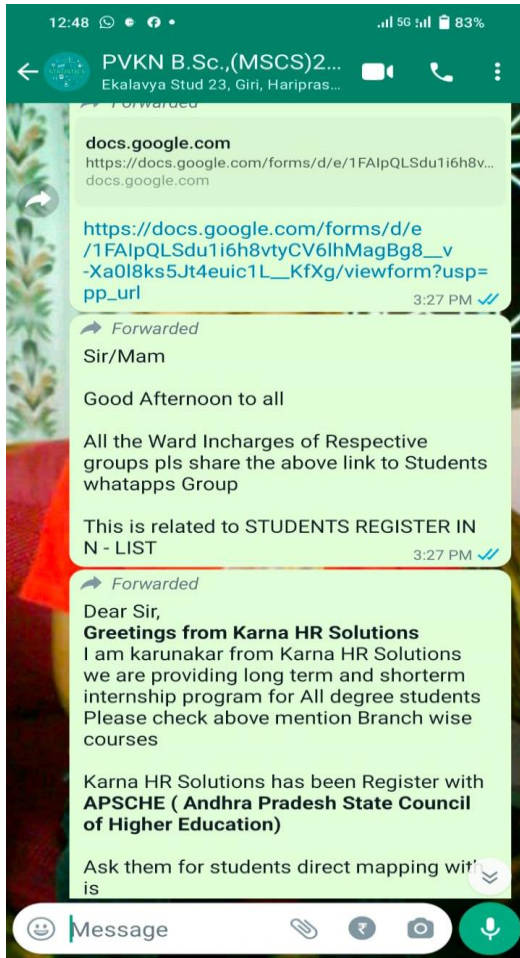 12:48
5G
83%
PVKN B.Sc.,(MSCS)2...
Ekalavya Stud 23, Giri, Haripras...
Forwarded
docs.google.com
https://docs.google.com/forms/d/e/1FAIpQLSdu1i6h8v...
docs.google.com
https://docs.google.com/forms/d/e
/1FAIpQLSdu1i6h8vtyCV6lhMagBg8__v
-Xa0l8ks5Jt4euic1L__KfXg/viewform?usp=
pp_url
3:27 PM
Forwarded
Sir/Mam
Good Afternoon to all
All the Ward Incharges of Respective
groups pls share the above link to Students
whatapps Group
This is related to STUDENTS REGISTER IN
N - LIST
3:27 PM
Forwarded
Dear Sir,
Greetings from Karna HR Solutions
I am karunakar from Karna HR Solutions
we are providing long term and shorterm
internship program for All degree students
Please check above mention Branch wise
courses
Karna HR Solutions has been Register with
APSCHE ( Andhra Pradesh State Council
of Higher Education)
Ask them for students direct mapping with
is
Message